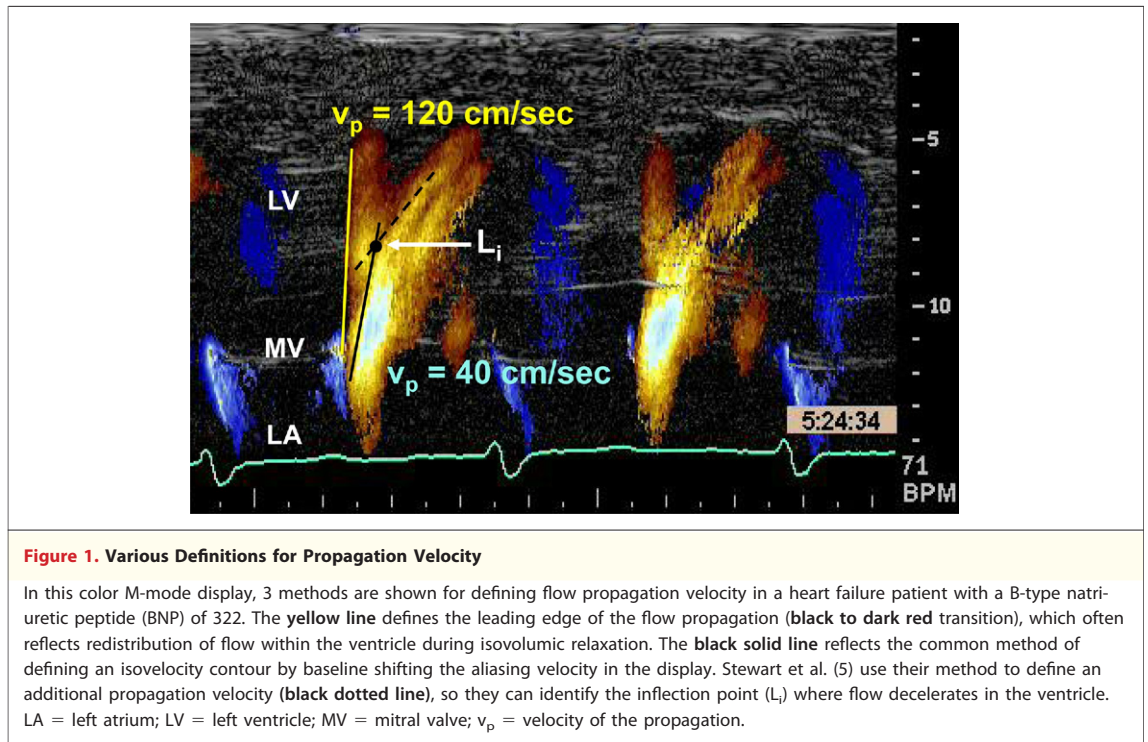 v_p = 120 cm/sec
–5
LV
L_i
–10
MV
v_p = 40 cm/sec
5:24:34
LA
71
BPM
Figure 1. Various Definitions for Propagation Velocity
In this color M-mode display, 3 methods are shown for defining flow propagation velocity in a heart failure patient with a B-type natri-
uretic peptide (BNP) of 322. The yellow line defines the leading edge of the flow propagation (black to dark red transition), which often
reflects redistribution of flow within the ventricle during isovolumic relaxation. The black solid line reflects the common method of
defining an isovelocity contour by baseline shifting the aliasing velocity in the display. Stewart et al. (5) use their method to define an
additional propagation velocity (black dotted line), so they can identify the inflection point (L_i) where flow decelerates in the ventricle.
LA = left atrium; LV = left ventricle; MV = mitral valve; v_p = velocity of the propagation.